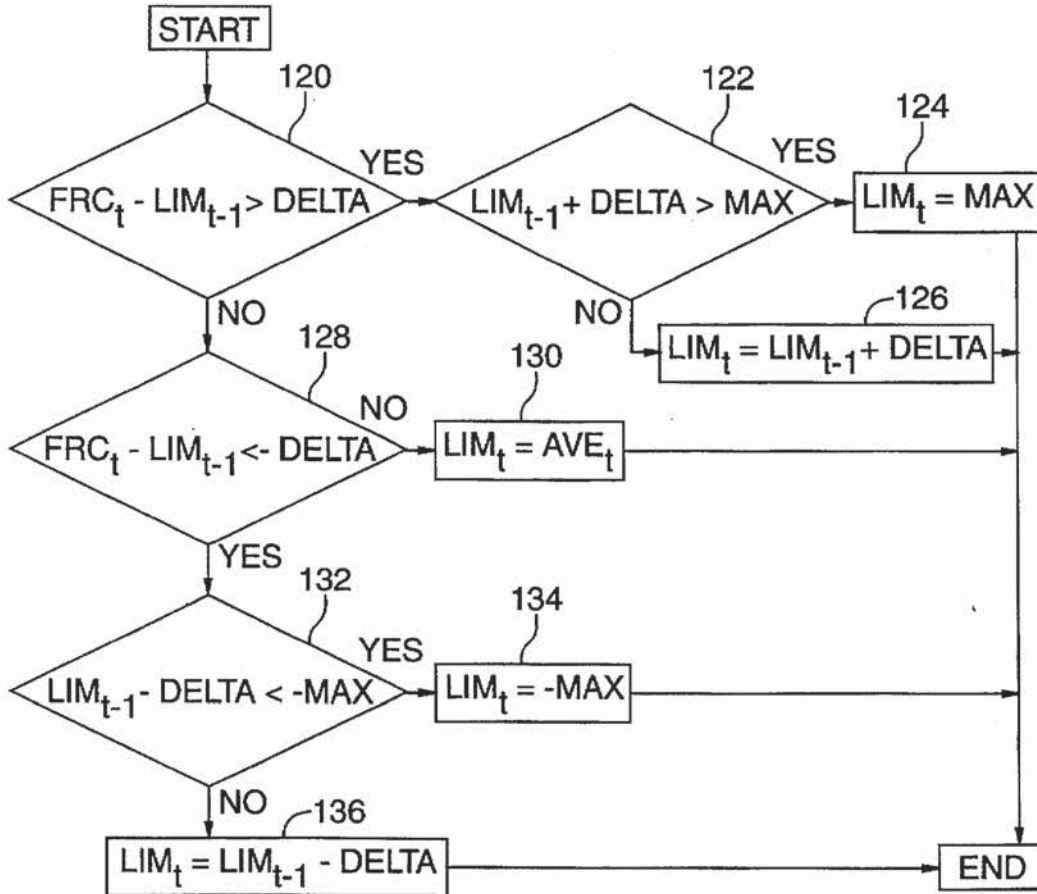 START
120
122
124
YES
YES
FRCt - LIMt-1 > DELTA
LIMt-1 + DELTA > MAX
LIMt = MAX
NO
NO
126
LIMt = LIMt-1 + DELTA
128
130
NO
FRCt - LIMt-1 <- DELTA
LIMt = AVEt
YES
132
134
YES
LIMt-1 - DELTA < -MAX
LIMt = -MAX
NO
136
LIMt = LIMt-1 - DELTA
END